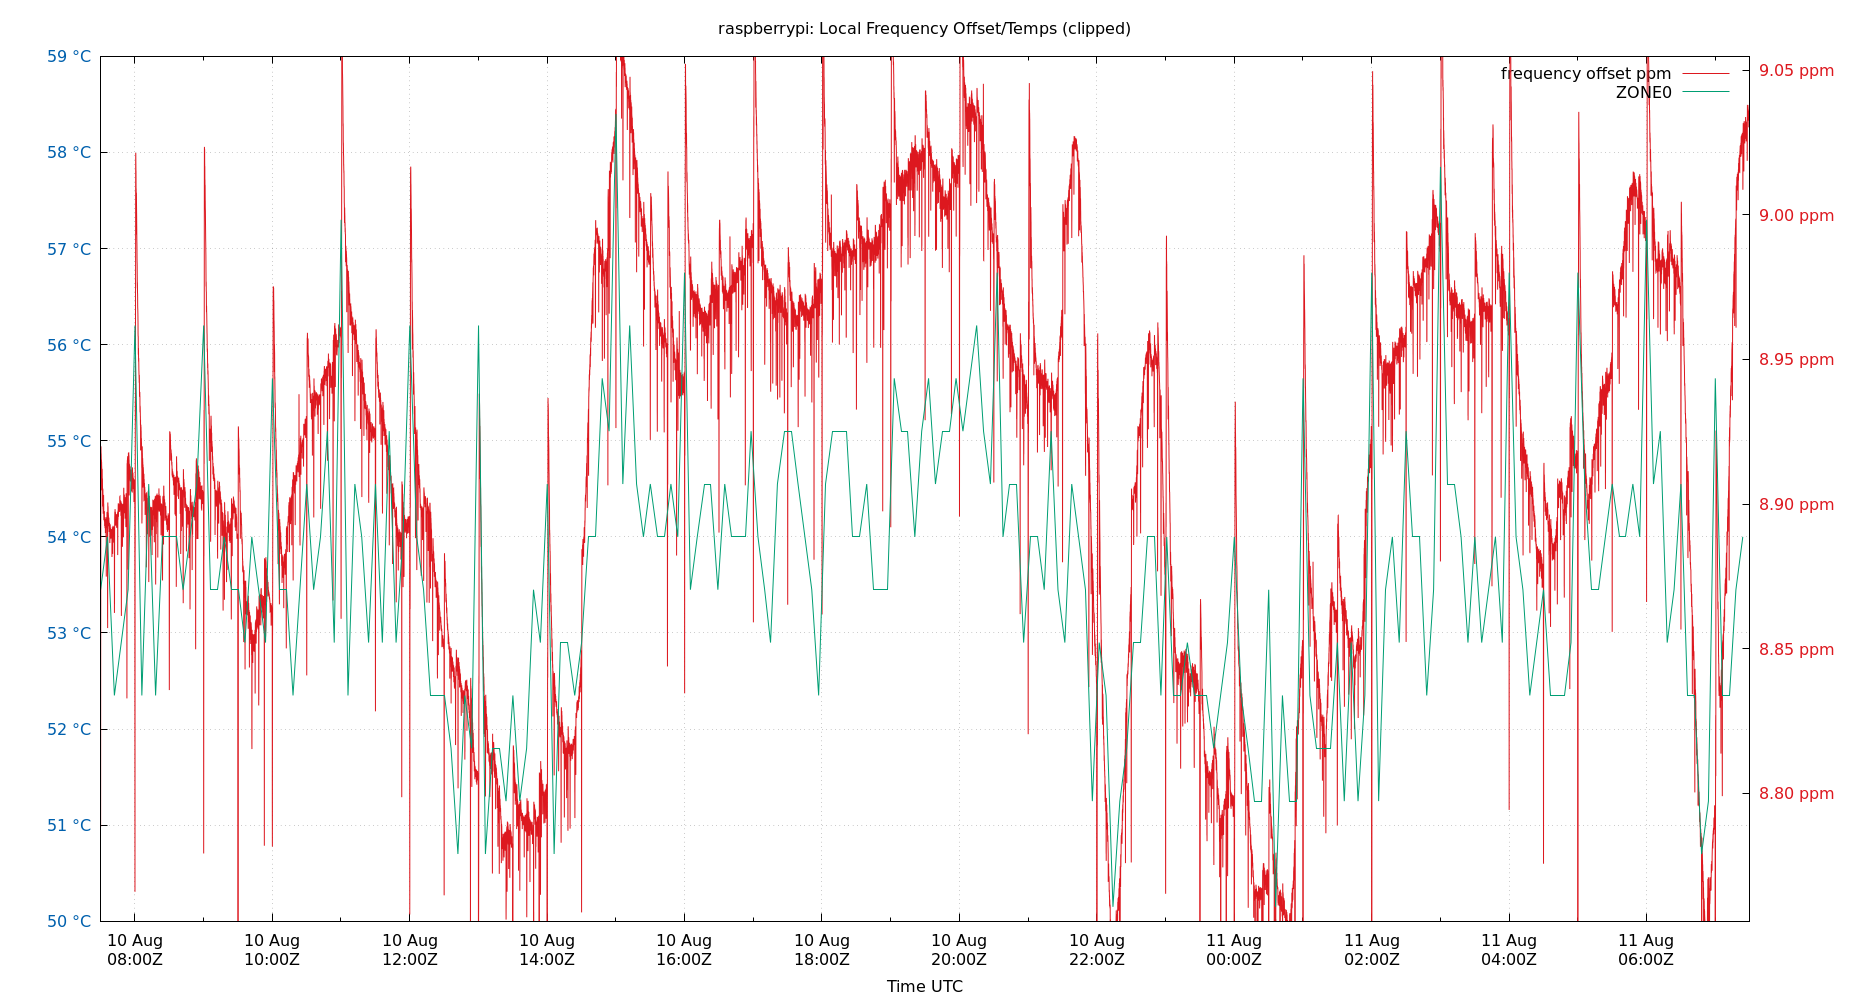 raspberrypi: Local Frequency Offset/Temps (clipped)
59 °C
58 °C
57 °C
56 °C
55 °C
54 °C
53 °C
52 °C
51 °C
50 °C
9.05 ppm
9.00 ppm
8.95 ppm
8.90 ppm
8.85 ppm
8.80 ppm
frequency offset ppm
ZONE0
10 Aug
08:00Z
10 Aug
10:00Z
10 Aug
12:00Z
10 Aug
14:00Z
10 Aug
16:00Z
10 Aug
18:00Z
10 Aug
20:00Z
10 Aug
22:00Z
11 Aug
00:00Z
11 Aug
02:00Z
11 Aug
04:00Z
11 Aug
06:00Z
Time UTC